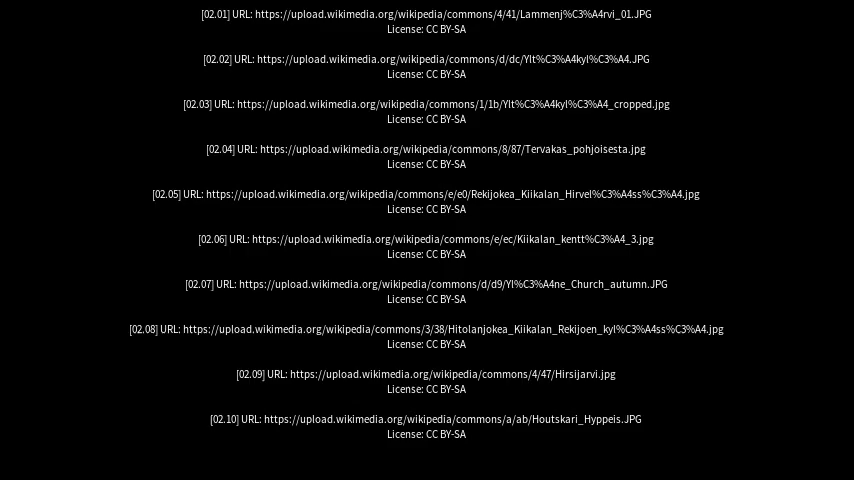 [02.01] URL: https://upload.wikimedia.org/wikipedia/commons/4/41/Lammenj%C3%A4rvi_01.JPG
License: CC BY-SA
[02.02] URL: https://upload.wikimedia.org/wikipedia/commons/d/dc/Ylt%C3%A4kyl%C3%A4.JPG
License: CC BY-SA
[02.03] URL: https://upload.wikimedia.org/wikipedia/commons/1/1b/Ylt%C3%A4kyl%C3%A4_cropped.jpg
License: CC BY-SA
[02.04] URL: https://upload.wikimedia.org/wikipedia/commons/8/87/Tervakas_pohjoisesta.jpg
License: CC BY-SA
[02.05] URL: https://upload.wikimedia.org/wikipedia/commons/e/e0/Rekijokea_Kiikalan_Hirvel%C3%A4ss%C3%A4.jpg
License: CC BY-SA
[02.06] URL: https://upload.wikimedia.org/wikipedia/commons/e/ec/Kiikalan_kentt%C3%A4_3.jpg
License: CC BY-SA
[02.07] URL: https://upload.wikimedia.org/wikipedia/commons/d/d9/Yl%C3%A4ne_Church_autumn.JPG
License: CC BY-SA
[02.08] URL: https://upload.wikimedia.org/wikipedia/commons/3/38/Hitolanjokea_Kiikalan_Rekijoen_kyl%C3%A4ss%C3%A4.jpg
License: CC BY-SA
[02.09] URL: https://upload.wikimedia.org/wikipedia/commons/4/47/Hirsijarvi.jpg
License: CC BY-SA
[02.10] URL: https://upload.wikimedia.org/wikipedia/commons/a/ab/Houtskari_Hyppeis.JPG
License: CC BY-SA